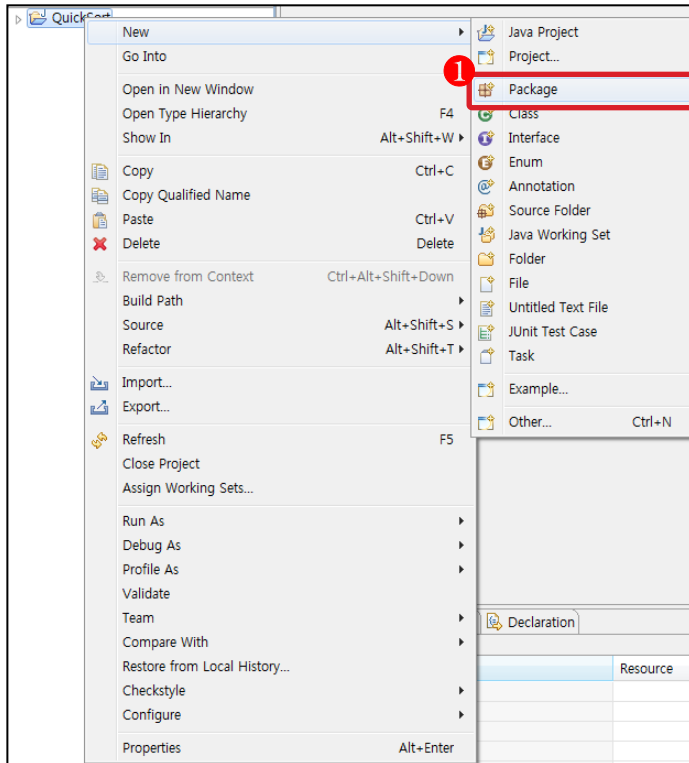 QuickSort
New
Go Into
Open in New Window
Open Type Hierarchy F4
Show In Alt+Shift+W
Copy Ctrl+C
Copy Qualified Name
Paste Ctrl+V
Delete Delete
Remove from Context Ctrl+Alt+Shift+Down
Build Path
Source Alt+Shift+S
Refactor Alt+Shift+T
Import...
Export...
Refresh F5
Close Project
Assign Working Sets...
Run As
Debug As
Profile As
Validate
Team
Compare With
Restore from Local History...
Checkstyle
Configure
Properties Alt+Enter
Java Project
Project...
1
Package
Class
Interface
Enum
Annotation
Source Folder
Java Working Set
Folder
File
Untitled Text File
JUnit Test Case
Task
Example...
Other... Ctrl+N
Declaration
Resource